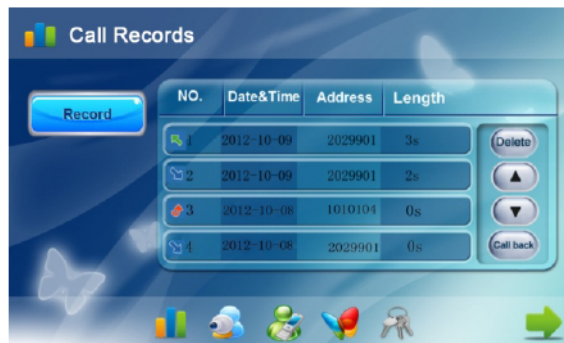 Call Records
Record
NO. Date&Time Address Length
1 2012-10-09 2029901 3s
Delete
2 2012-10-09 2029901 2s
3 2012-10-08 1010104 0s
4 2012-10-08 2029901 0s
Call back